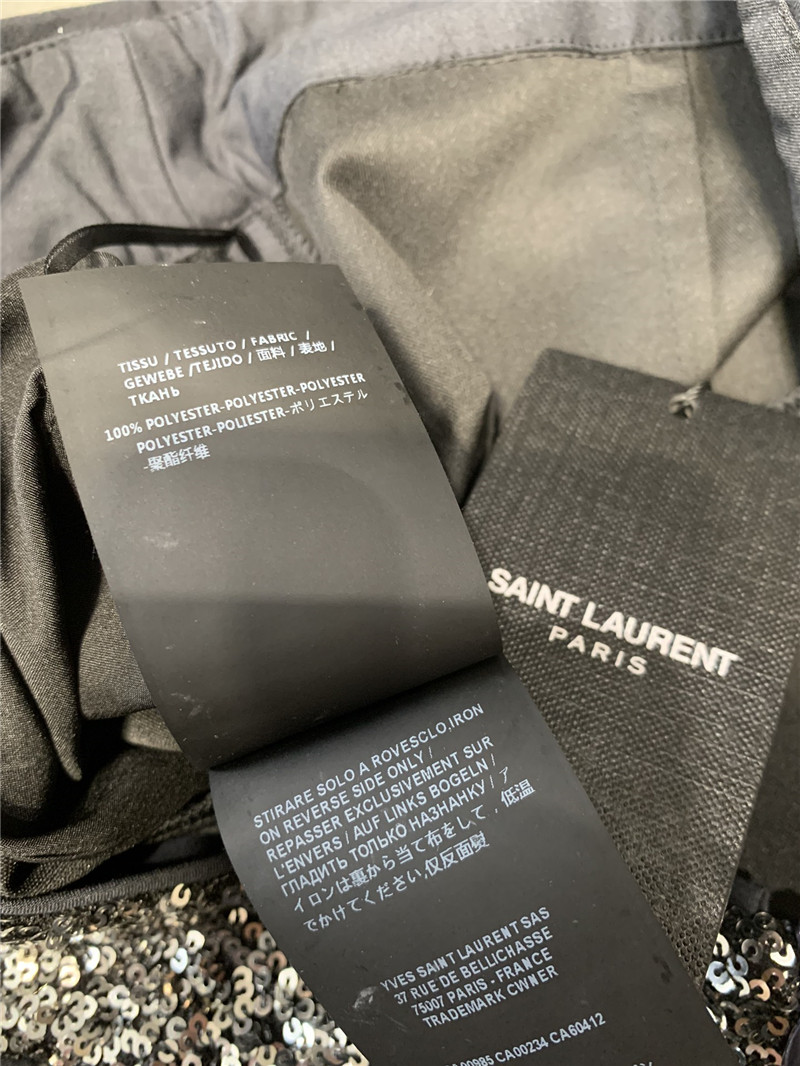 TISSU / TESSUTO / FABRIC /
GEWEBE /TEJIDO / 面料 / 表地 /
ТКАНЬ
100% POLYESTER-POLYESTER-POLYESTER
POLYESTER-POLIESTER-ポリエステル
-聚酯纤维
SAINT LAURENT
PARIS
STIRARE SOLO A ROVESCLO,IRON
ON REVERSE SIDE ONLY /
REPASSER EXCLUSIVEMENT SUR
L'ENVERS / AUF LINKS BOGELN /
ГЛАДИТЬ ТОЛЬКО НАЗНАНКУ / ア
イロンは裏から当て布をして，低温
でかけてください,仅反面熨
YVES SAINT LAURENT SAS
37 RUE DE BELLICHASSE
75007 PARIS - FRANCE
TRADEMARK CWNER
CA00234 CA60412